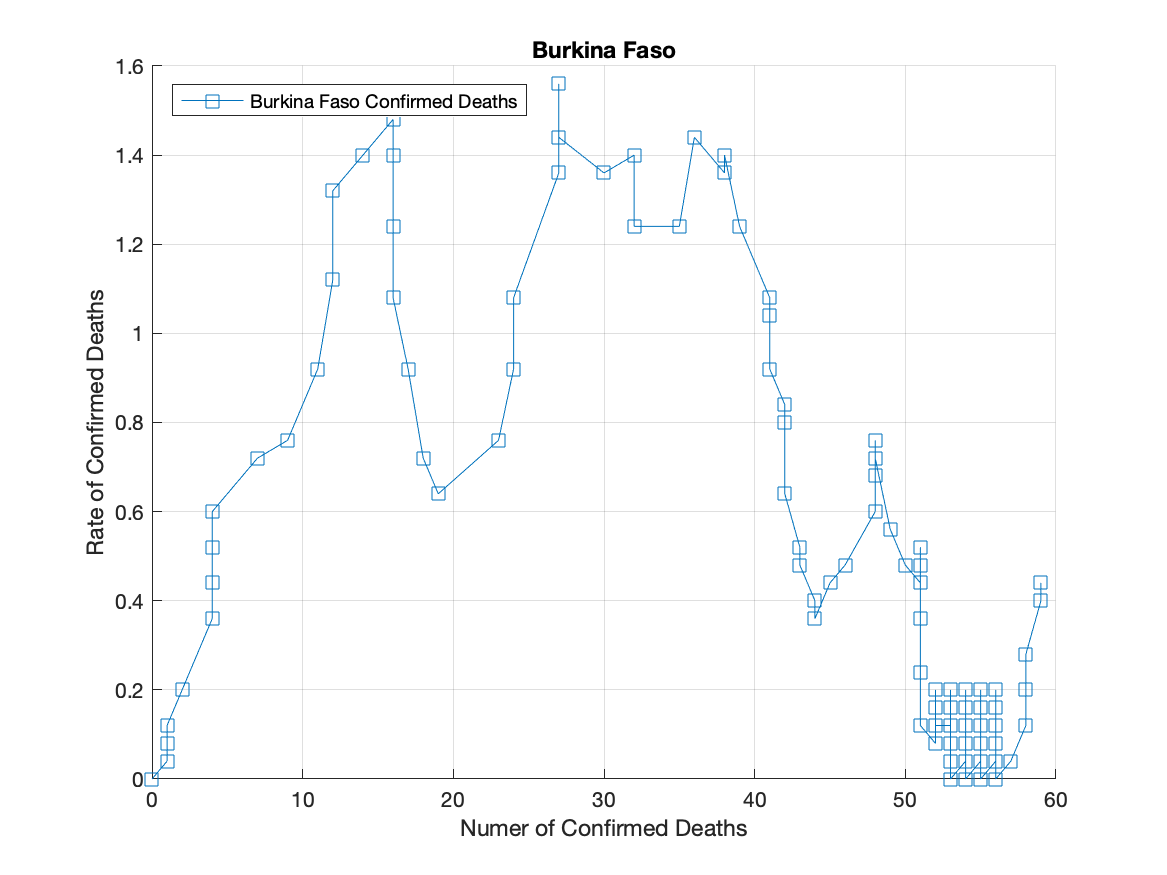 Burkina Faso
Burkina Faso Confirmed Deaths
Rate of Confirmed Deaths
1.6
1.4
1.2
1
0.8
0.6
0.4
0.2
0
0 10 20 30 40 50 60
Numer of Confirmed Deaths